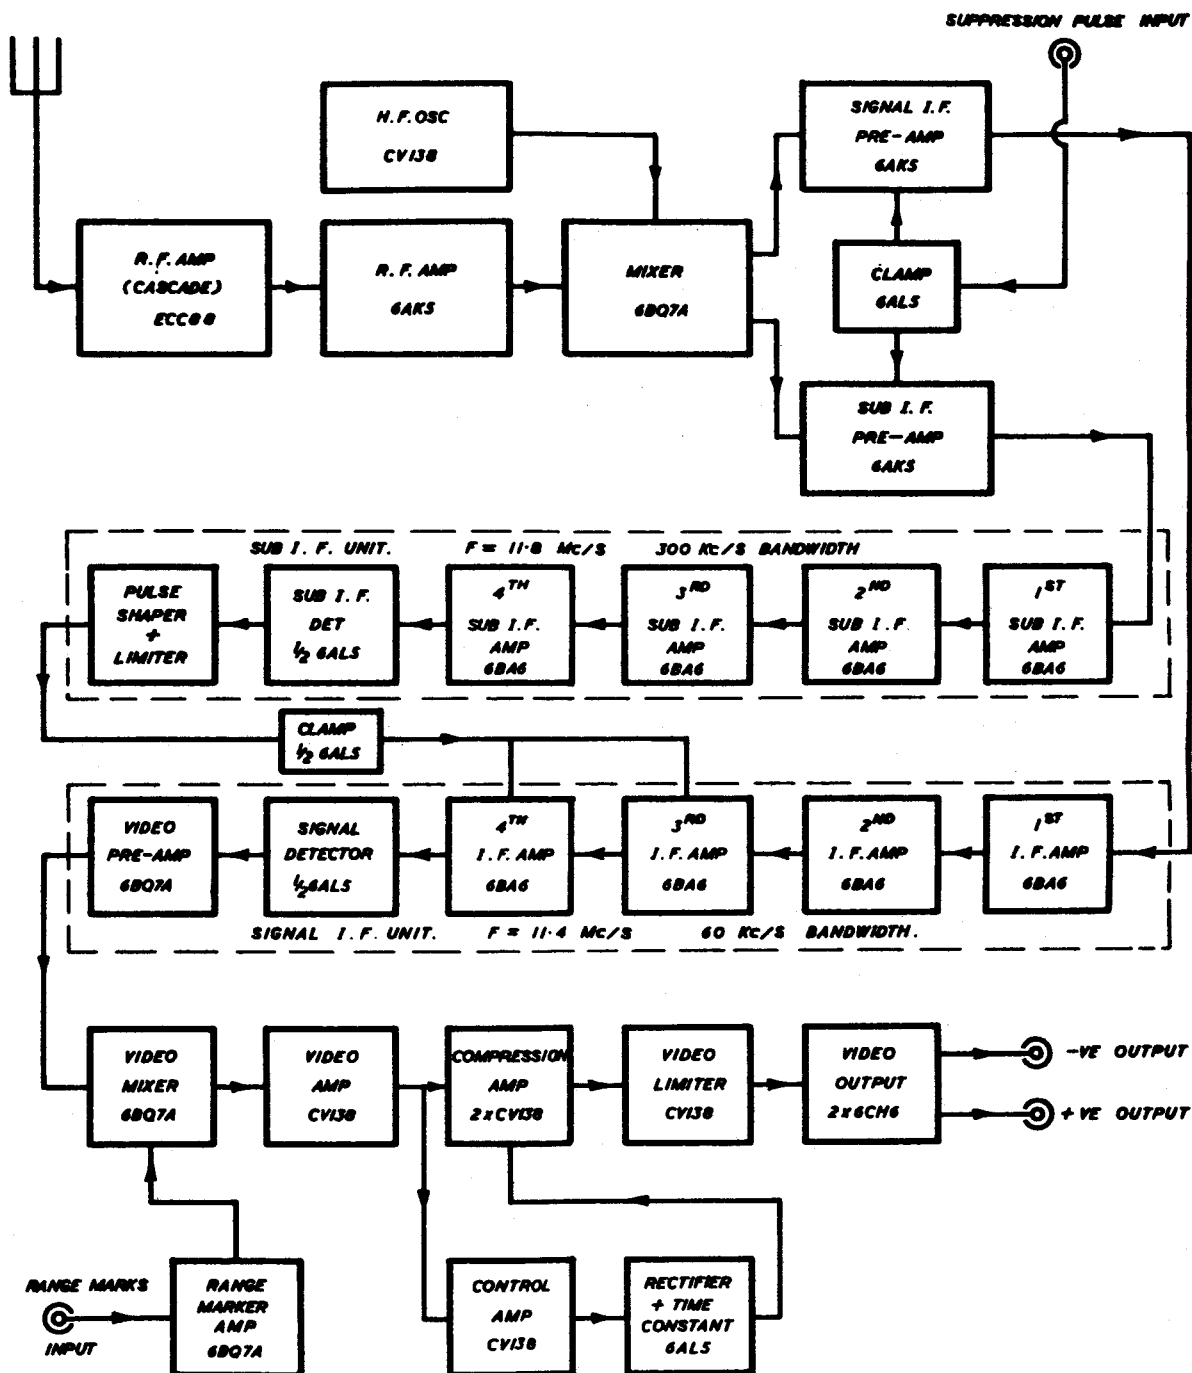 SUPPRESSION PULSE INPUT
H.F. OSC
CV138
SIGNAL I.F.
PRE-AMP
6AK5
R.F. AMP
(CASCADE)
ECC88
R.F. AMP
6AK5
MIXER
6BQ7A
CLAMP
6AL5
SUB I.F.
PRE-AMP
6AK5
SUB I.F. UNIT. F = 11·8 Mc/s 300 Kc/s BANDWIDTH
PULSE
SHAPER
+
LIMITER
SUB I.F.
DET
1/2 6AL5
4TH
SUB I.F.
AMP
6BA6
3RD
SUB I.F.
AMP
6BA6
2ND
SUB I.F.
AMP
6BA6
1ST
SUB I.F.
AMP
6BA6
CLAMP
1/2 6AL5
VIDEO
PRE-AMP
6BQ7A
SIGNAL
DETECTOR
1/2 6AL5
4TH
I.F. AMP
6BA6
3RD
I.F. AMP
6BA6
2ND
I.F. AMP
6BA6
1ST
I.F. AMP
6BA6
SIGNAL I.F. UNIT. F = 11·4 Mc/s 60 Kc/s BANDWIDTH.
VIDEO
MIXER
6BQ7A
VIDEO
AMP
CV138
COMPRESSION
AMP
2xCV138
VIDEO
LIMITER
CV138
VIDEO
OUTPUT
2 x 6CH6
-VE OUTPUT
+VE OUTPUT
RANGE MARKS
INPUT
RANGE
MARKER
AMP
6BQ7A
CONTROL
AMP
CV138
RECTIFIER
+ TIME
CONSTANT
6AL5